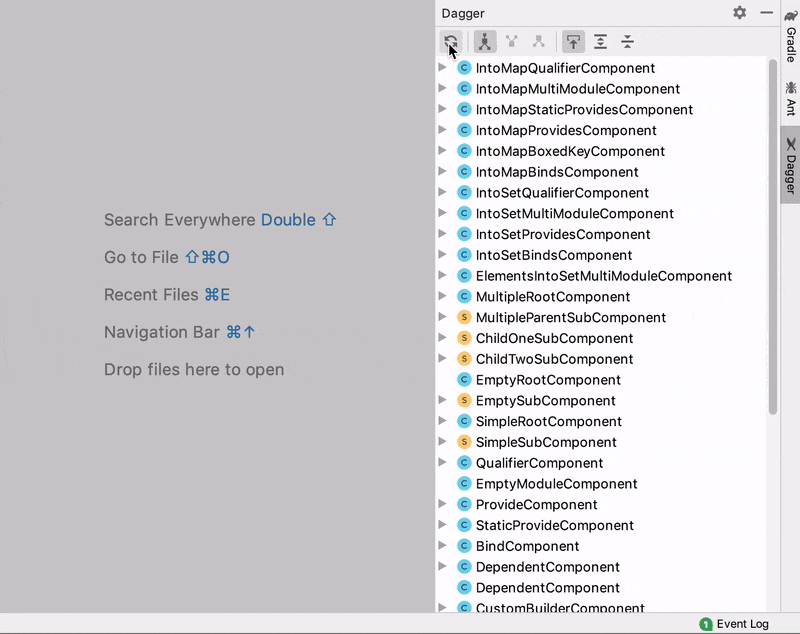 Dagger
IntoMapQualifierComponent
IntoMapMultiModuleComponent
IntoMapStaticProvidesComponent
IntoMapProvidesComponent
IntoMapBoxedKeyComponent
IntoMapBindsComponent
IntoSetQualifierComponent
IntoSetMultiModuleComponent
IntoSetProvidesComponent
IntoSetBindsComponent
ElementsIntoSetMultiModuleComponent
MultipleRootComponent
MultipleParentSubComponent
ChildOneSubComponent
ChildTwoSubComponent
EmptyRootComponent
EmptySubComponent
SimpleRootComponent
SimpleSubComponent
QualifierComponent
EmptyModuleComponent
ProvideComponent
StaticProvideComponent
BindComponent
DependentComponent
DependentComponent
CustomBuilderComponent
Search Everywhere Double ⇧
Go to File ⇧⌘O
Recent Files ⌘E
Navigation Bar ⌘↑
Drop files here to open
Gradle
Ant
Dagger
1 Event Log